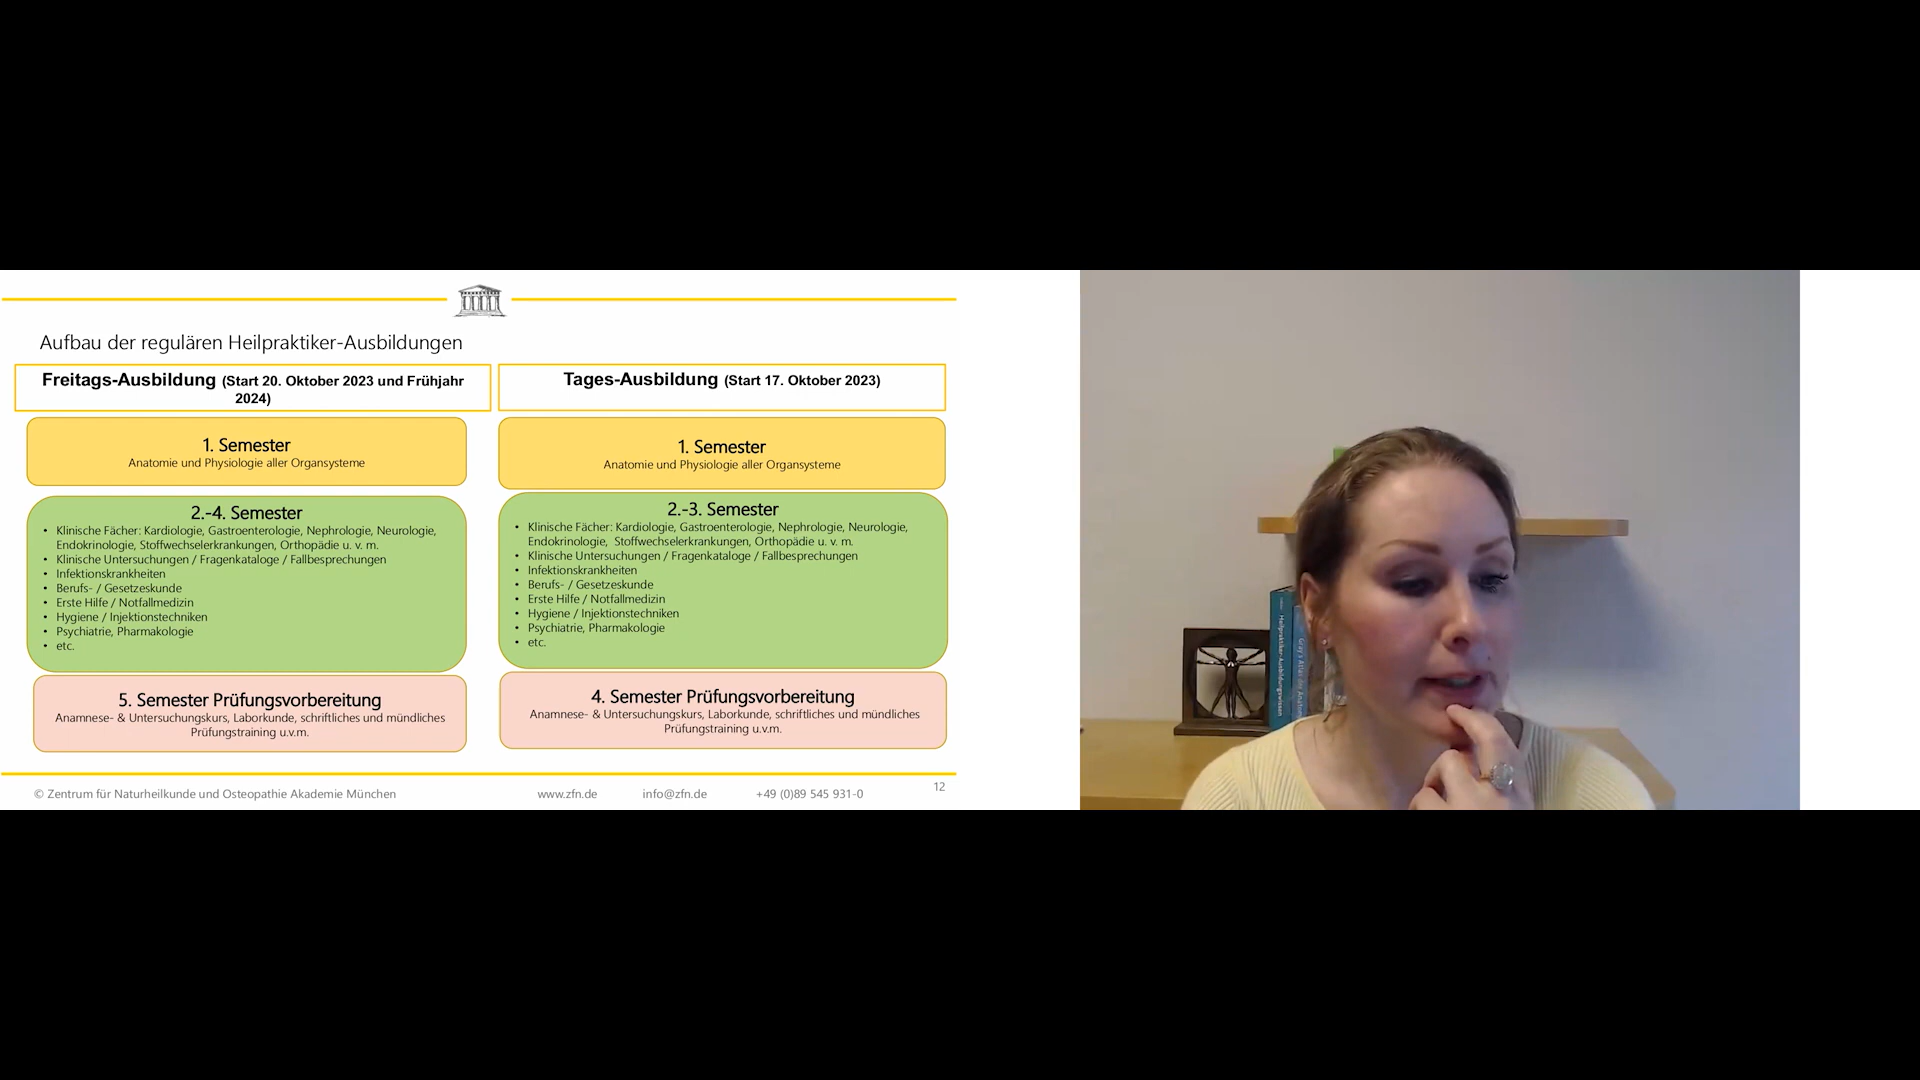 Aufbau der regulären Heilpraktiker-Ausbildungen
Freitags-Ausbildung (Start 20. Oktober 2023 und Frühjahr
2024)
1. Semester
Anatomie und Physiologie aller Organsysteme
2.-4. Semester
• Klinische Fächer: Kardiologie, Gastroenterologie, Nephrologie, Neurologie,
Endokrinologie, Stoffwechselerkrankungen, Orthopädie u. v. m.
• Klinische Untersuchungen / Fragenkataloge / Fallbesprechungen
• Infektionskrankheiten
• Berufs- / Gesetzeskunde
• Erste Hilfe / Notfallmedizin
• Hygiene / Injektionstechniken
• Psychiatrie, Pharmakologie
• etc.
5. Semester Prüfungsvorbereitung
Anamnese- & Untersuchungskurs, Laborkunde, schriftliches und mündliches
Prüfungstraining u.v.m.
Tages-Ausbildung (Start 17. Oktober 2023)
1. Semester
Anatomie und Physiologie aller Organsysteme
2.-3. Semester
• Klinische Fächer: Kardiologie, Gastroenterologie, Nephrologie, Neurologie,
Endokrinologie, Stoffwechselerkrankungen, Orthopädie u. v. m.
• Klinische Untersuchungen / Fragenkataloge / Fallbesprechungen
• Infektionskrankheiten
• Berufs- / Gesetzeskunde
• Erste Hilfe / Notfallmedizin
• Hygiene / Injektionstechniken
• Psychiatrie, Pharmakologie
• etc.
4. Semester Prüfungsvorbereitung
Anamnese- & Untersuchungskurs, Laborkunde, schriftliches und mündliches
Prüfungstraining u.v.m.
© Zentrum für Naturheilkunde und Osteopathie Akademie München www.zfn.de info@zfn.de +49 (0)89 545 931-0 12
Heilpraktiker-Ausbildungswissen
Gray's Atlas der Anatomie